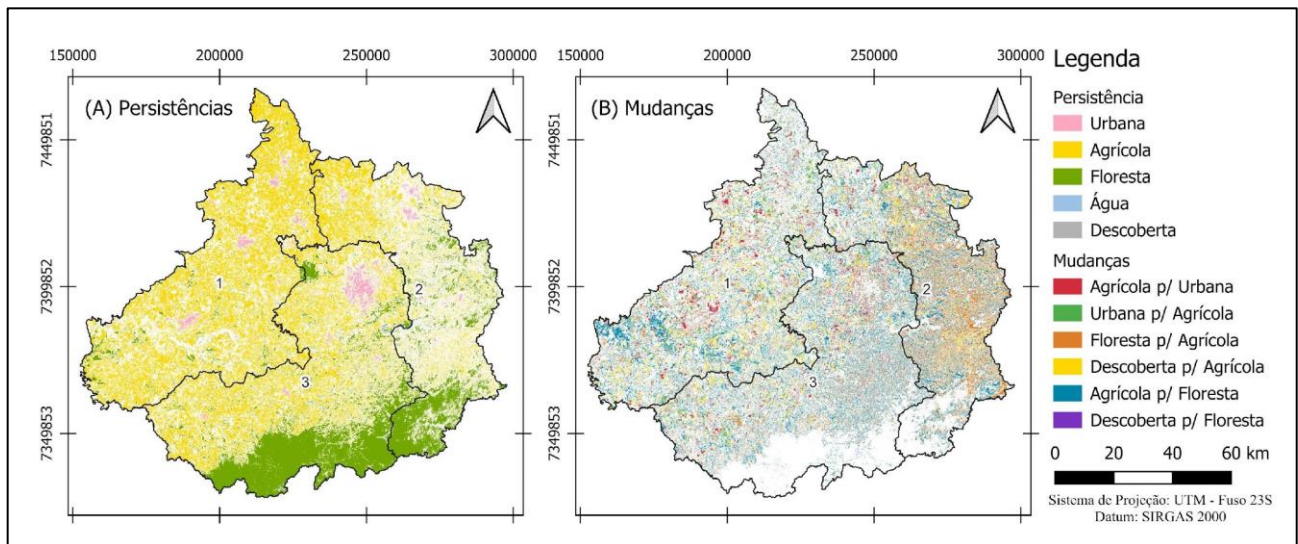 150000 200000 250000 300000
150000 200000 250000 300000
(A) Persistências
(B) Mudanças
7449851
7399852
7349853
7449851
7399852
7349853
1
2
3
1
2
3
Legenda
Persistência
Urbana
Agrícola
Floresta
Água
Descoberta
Mudanças
Agrícola p/ Urbana
Urbana p/ Agrícola
Floresta p/ Agrícola
Descoberta p/ Agrícola
Agrícola p/ Floresta
Descoberta p/ Floresta
0 20 40 60 km
Sistema de Projeção: UTM - Fuso 23S
Datum: SIRGAS 2000